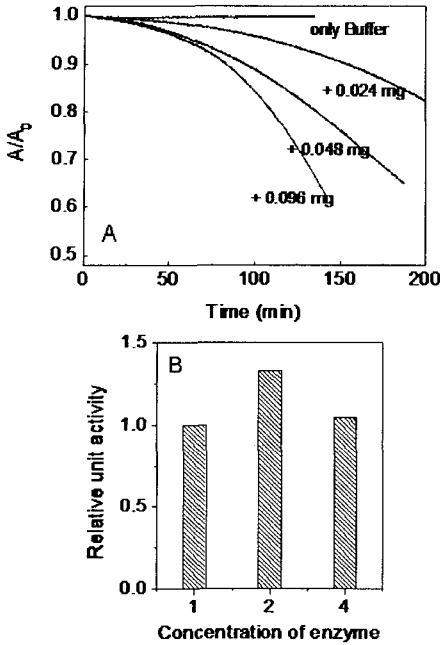 1.0
0.9
0.8
0.7
0.6
0.5
A/A0
only Buffer
+ 0.024 mg
+ 0.048 mg
+ 0.096 mg
A
0 50 100 150 200
Time (min)
B
1.5
1.0
0.5
0.0
Relative unit activity
1 2 4
Concentration of enzyme